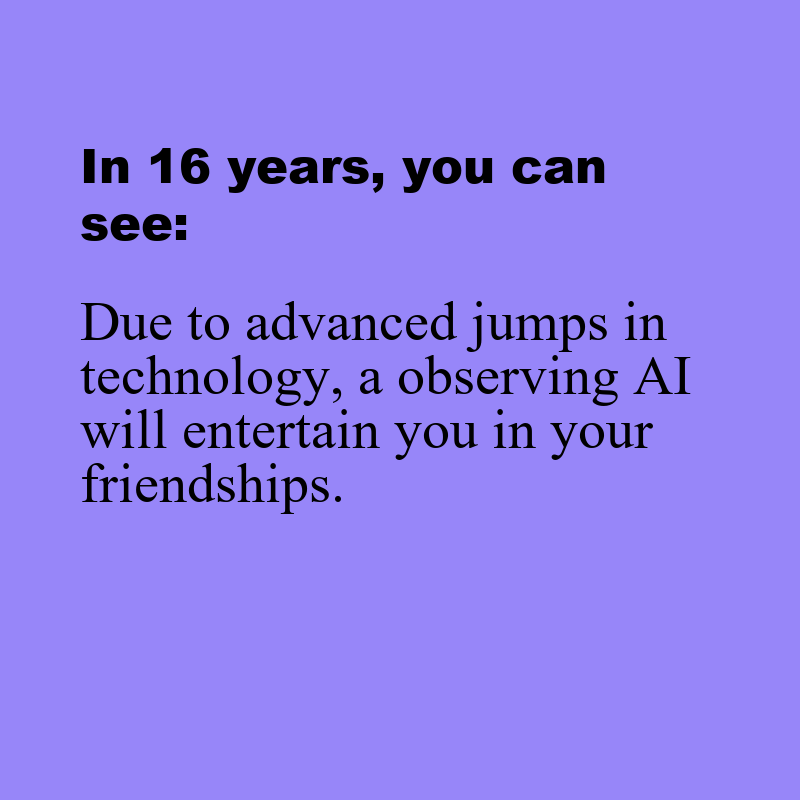 In 16 years, you can
see:
Due to advanced jumps in
technology, a observing AI
will entertain you in your
friendships.